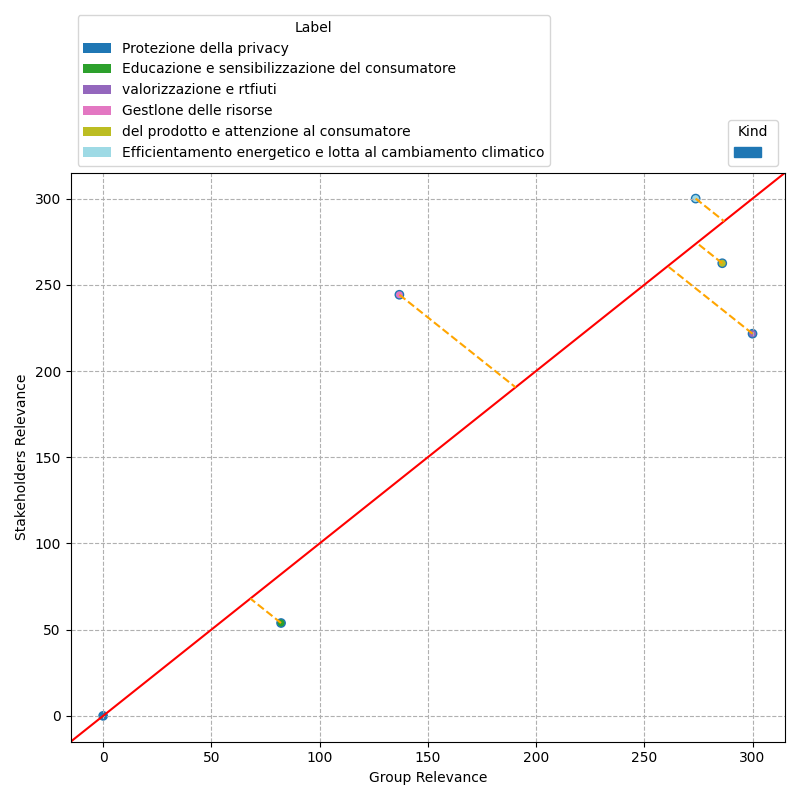 Label
Protezione della privacy
Educazione e sensibilizzazione del consumatore
valorizzazione e rtfiuti
Gestlone delle risorse
del prodotto e attenzione al consumatore
Efficientamento energetico e lotta al cambiamento climatico
Kind
300
250
200
150
100
50
0
Stakeholders Relevance
0 50 100 150 200 250 300
Group Relevance